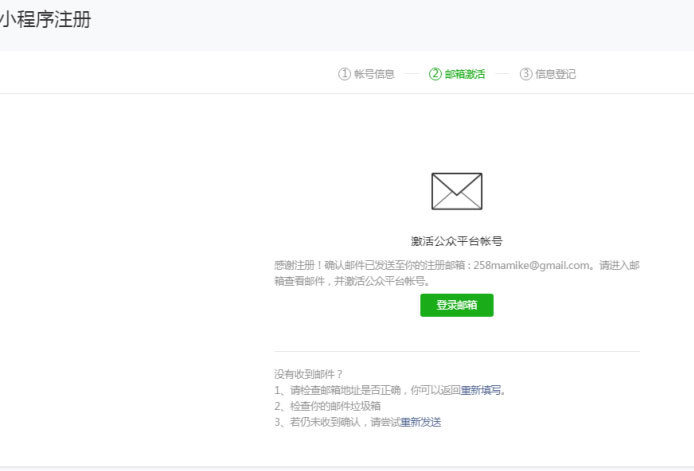 小程序注册
① 帐号信息 ② 邮箱激活 ③ 信息登记
激活公众平台帐号
感谢注册！确认邮件已发送至你的注册邮箱：258mamike@gmail.com。请进入邮
箱查看邮件，并激活公众平台帐号。
登录邮箱
没有收到邮件？
1、请检查邮箱地址是否正确，你可以返回重新填写。
2、检查你的邮件垃圾箱
3、若仍未收到确认，请尝试重新发送